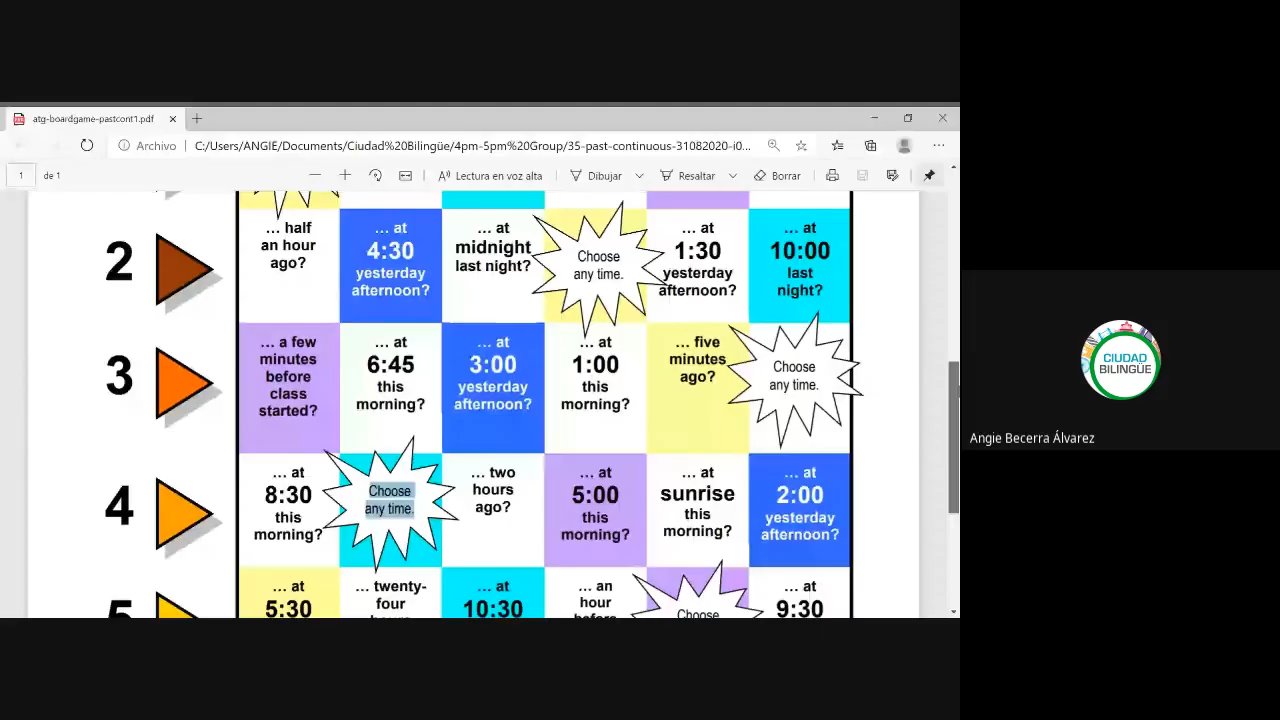 atg-boardgame-pastcont1.pdf
Archivo
C:/Users/ANGIE/Documents/Ciudad%20Bilingüe/4pm-5pm%20Group/35-past-continuous-31082020-i0...
1
de 1
Lectura en voz alta
Dibujar
Resaltar
Borrar
2
... half
an hour
ago?
... at
4:30
yesterday
afternoon?
... at
midnight
last night?
Choose
any time.
... at
1:30
yesterday
afternoon?
... at
10:00
last
night?
3
... a few
minutes
before
class
started?
... at
6:45
this
morning?
... at
3:00
yesterday
afternoon?
... at
1:00
this
morning?
... five
minutes
ago?
Choose
any time.
4
... at
8:30
this
morning?
Choose
any time.
... two
hours
ago?
... at
5:00
this
morning?
... at
sunrise
this
morning?
... at
2:00
yesterday
afternoon?
5
... at
5:30
... twenty-
four
hours
... at
10:30
... an
hour
before
Choose
... at
9:30
CIUDAD
BILINGÜE
Angie Becerra Álvarez